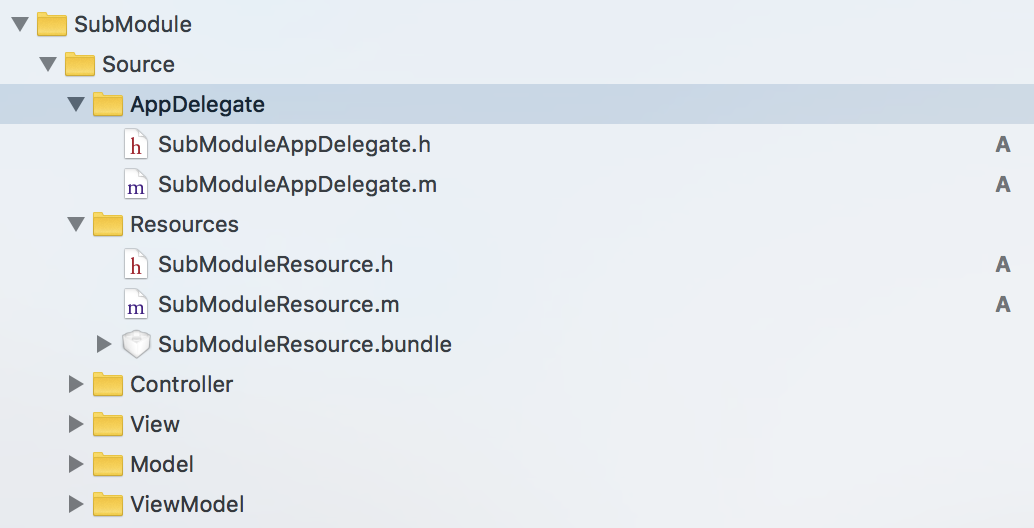 SubModule
Source
AppDelegate
h SubModuleAppDelegate.h A
m SubModuleAppDelegate.m A
Resources
h SubModuleResource.h A
m SubModuleResource.m A
SubModuleResource.bundle
Controller
View
Model
ViewModel